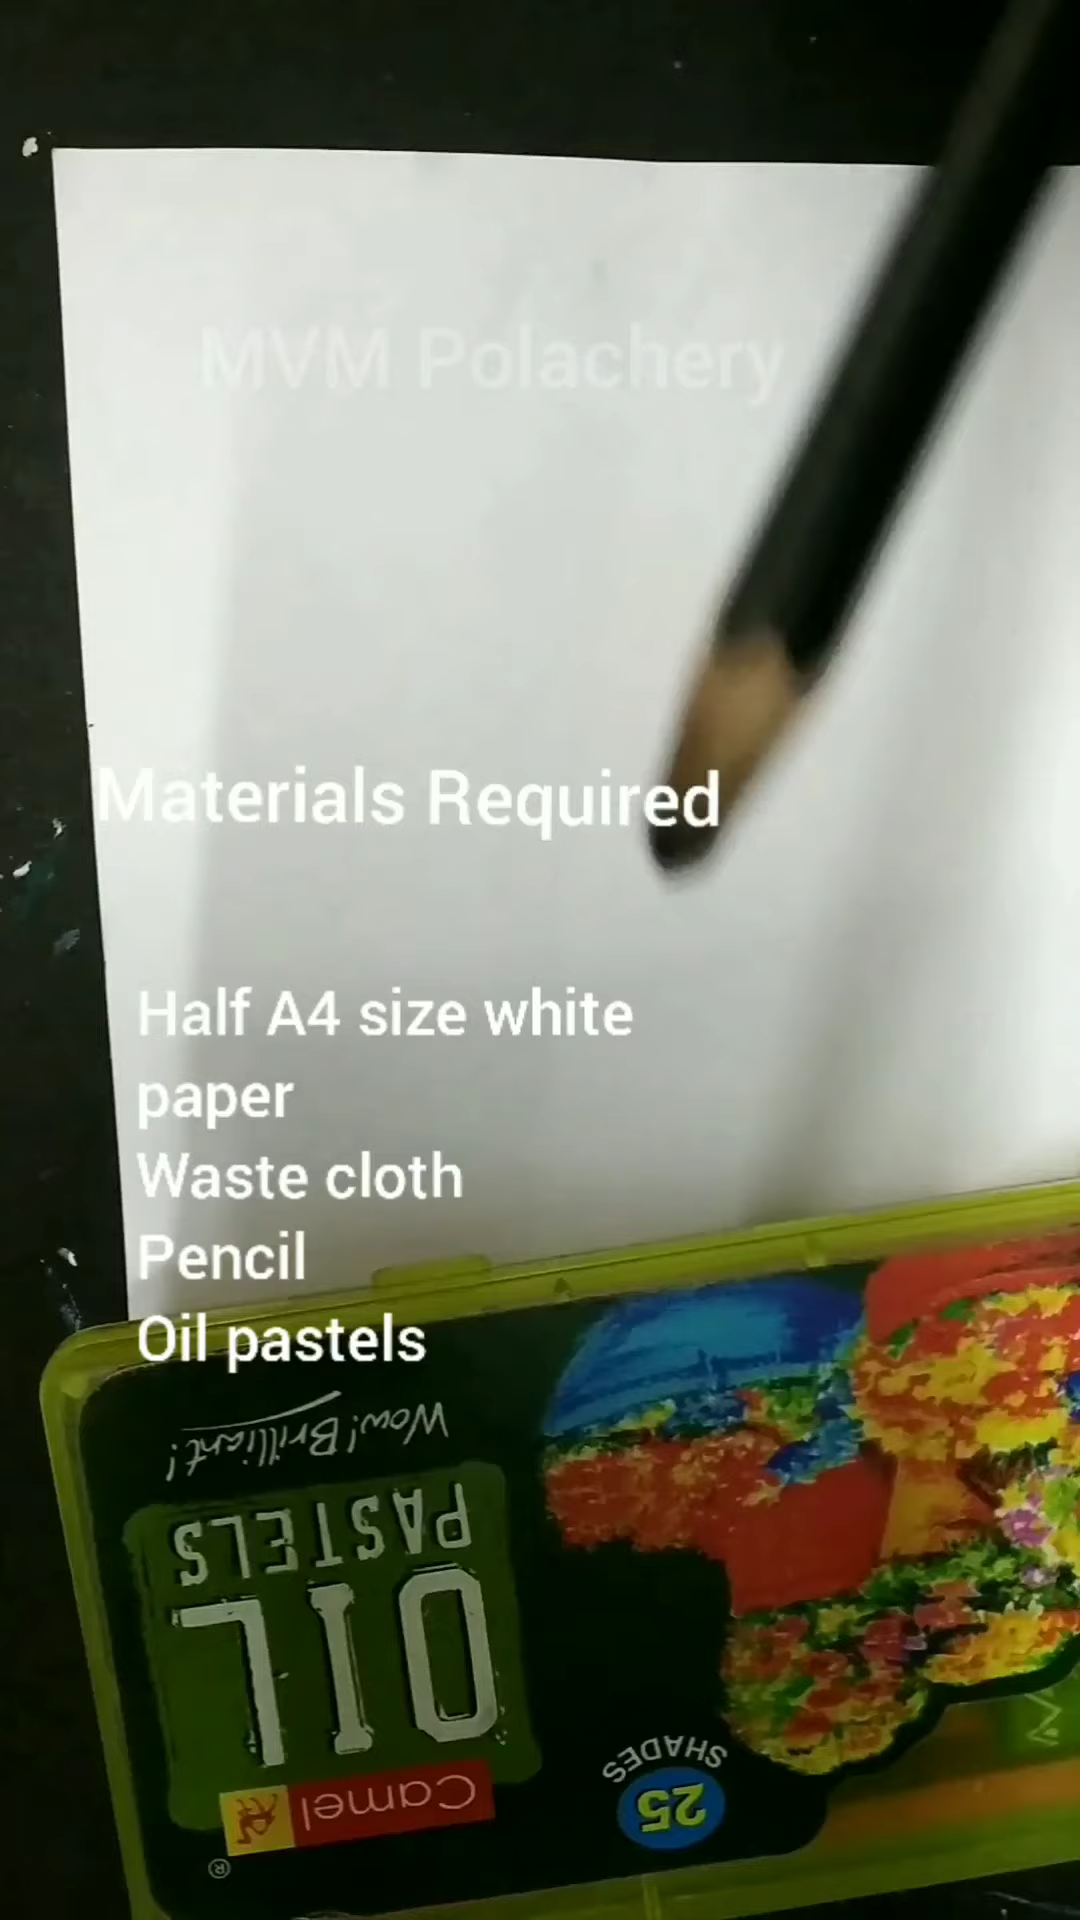 MVM Polachery
Materials Required
Half A4 size white
paper
Waste cloth
Pencil
Oil pastels
Wow! Brilliant!
PASTELS
OIL
Camel
®
25
SHADES